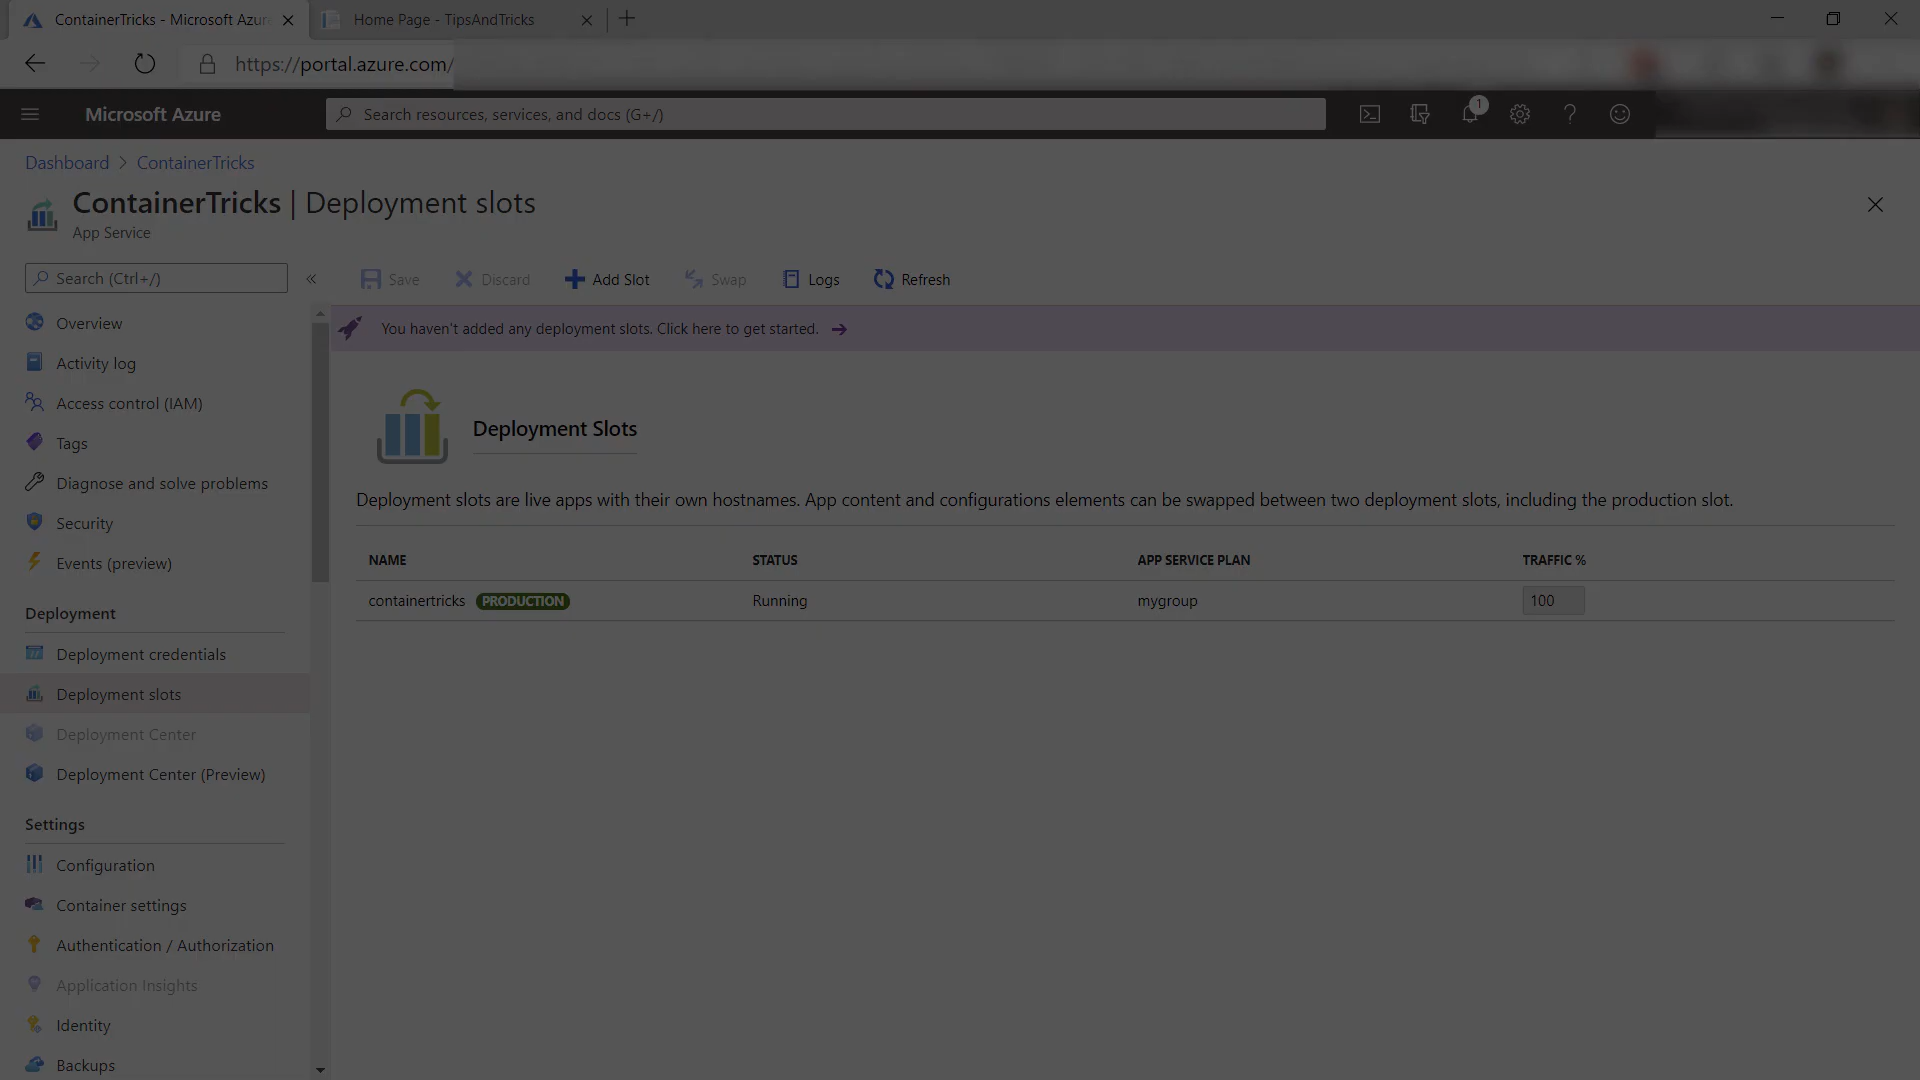 ContainerTricks - Microsoft Azure
Home Page - TipsAndTricks
https://portal.azure.com/
Microsoft Azure
Search resources, services, and docs (G+/)
1
Dashboard > ContainerTricks
ContainerTricks | Deployment slots
App Service
Search (Ctrl+/)
«
Save
Discard
Add Slot
Swap
Logs
Refresh
You haven't added any deployment slots. Click here to get started. →
Overview
Activity log
Access control (IAM)
Tags
Diagnose and solve problems
Security
Events (preview)
Deployment
Deployment credentials
Deployment slots
Deployment Center
Deployment Center (Preview)
Settings
Configuration
Container settings
Authentication / Authorization
Application Insights
Identity
Backups
Deployment Slots
Deployment slots are live apps with their own hostnames. App content and configurations elements can be swapped between two deployment slots, including the production slot.
NAME STATUS APP SERVICE PLAN TRAFFIC %
containertricks PRODUCTION Running mygroup 100